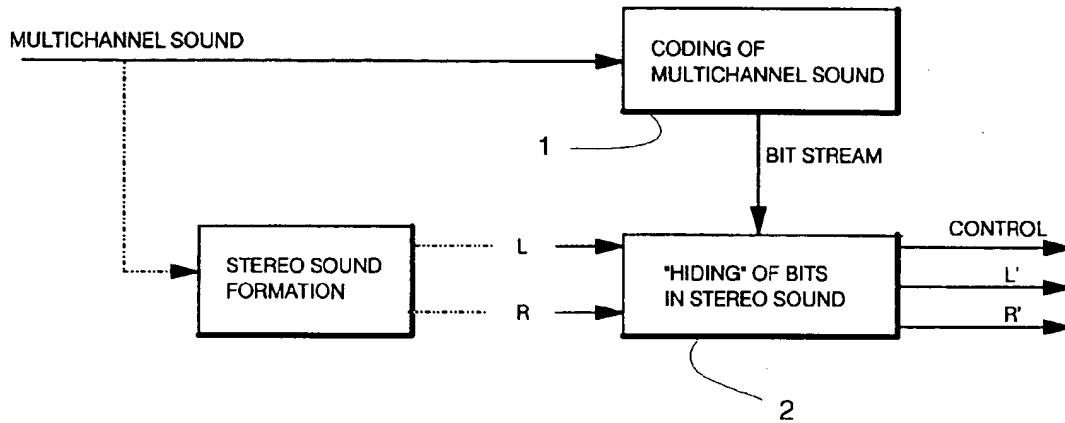 MULTICHANNEL SOUND
CODING OF
MULTICHANNEL SOUND
1
BIT STREAM
STEREO SOUND
FORMATION
L
R
"HIDING" OF BITS
IN STEREO SOUND
2
CONTROL
L'
R'